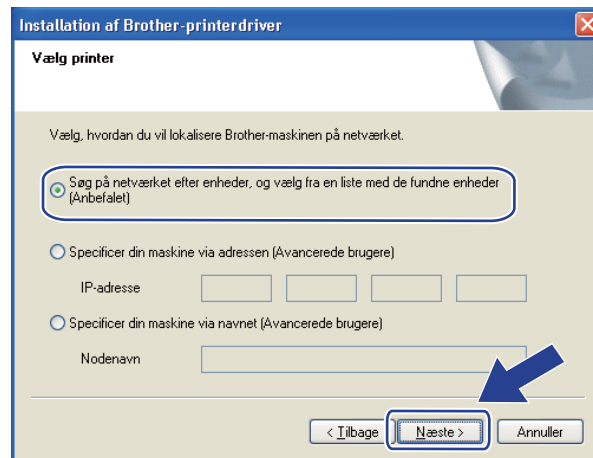 Installation af Brother-printerdriver
Vælg printer
Vælg, hvordan du vil lokalisere Brother-maskinen på netværket.
Søg på netværket efter enheder, og vælg fra en liste med de fundne enheder
(Anbefalet)
Specificer din maskine via adressen (Avancerede brugere)
IP-adresse
Specificer din maskine via navnet (Avancerede brugere)
Nodenavn
< Tilbage Næste > Annuller